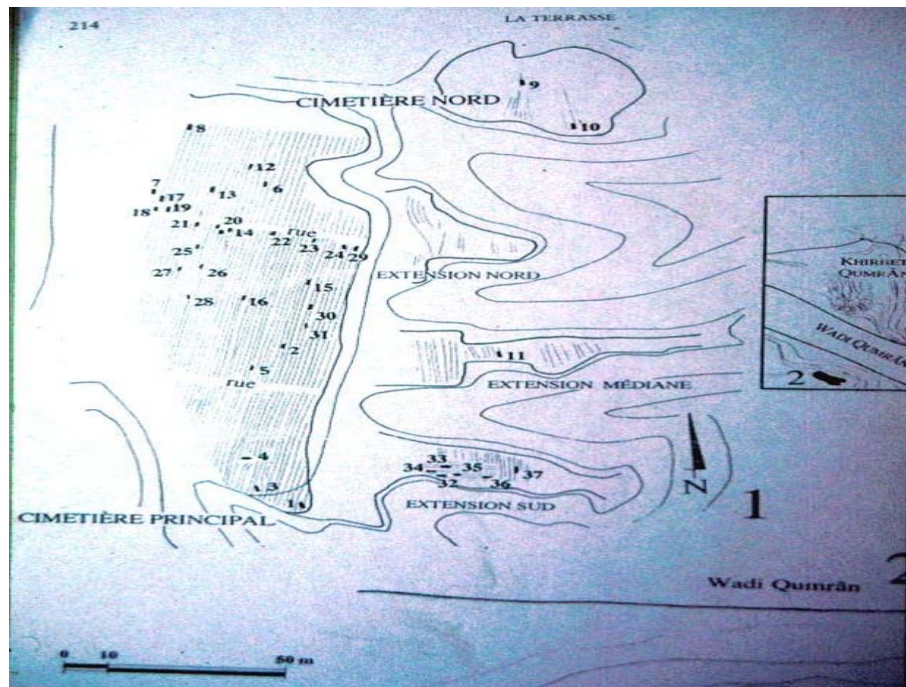 214
LA TERRASSE
9
CIMETIÈRE NORD
10
8
12
7
17
13
6
18
19
20
21
14
rue
22
23
24
29
25
EXTENSION NORD
27
26
15
28
16
30
31
2
11
5
rue
EXTENSION MÉDIANE
4
33
34
35
37
32
36
3
1
EXTENSION SUD
CIMETIÈRE PRINCIPAL
N
1
KHIRBET
QUMRÂN
WADI QUMRÂN
2
Wadi Qumrân
2
0 10 50 m